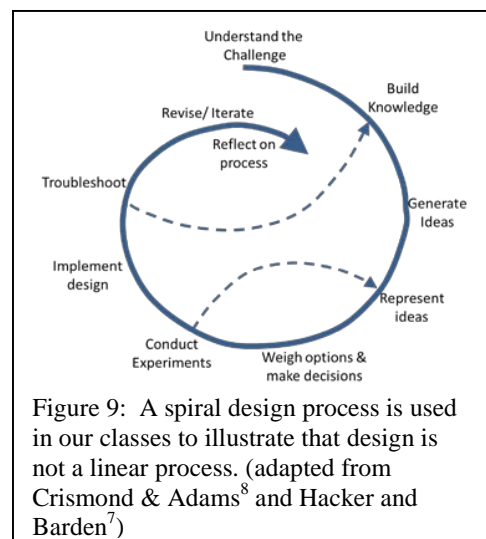 Understand the
Challenge
Build
Knowledge
Revise/ Iterate
Reflect on
process
Troubleshoot
Generate
Ideas
Implement
design
Represent
ideas
Conduct
Experiments
Weigh options &
make decisions
Figure 9:  A spiral design process is used
in our classes to illustrate that design is
not a linear process. (adapted from
Crismond & Adams⁸ and Hacker and
Barden⁷)